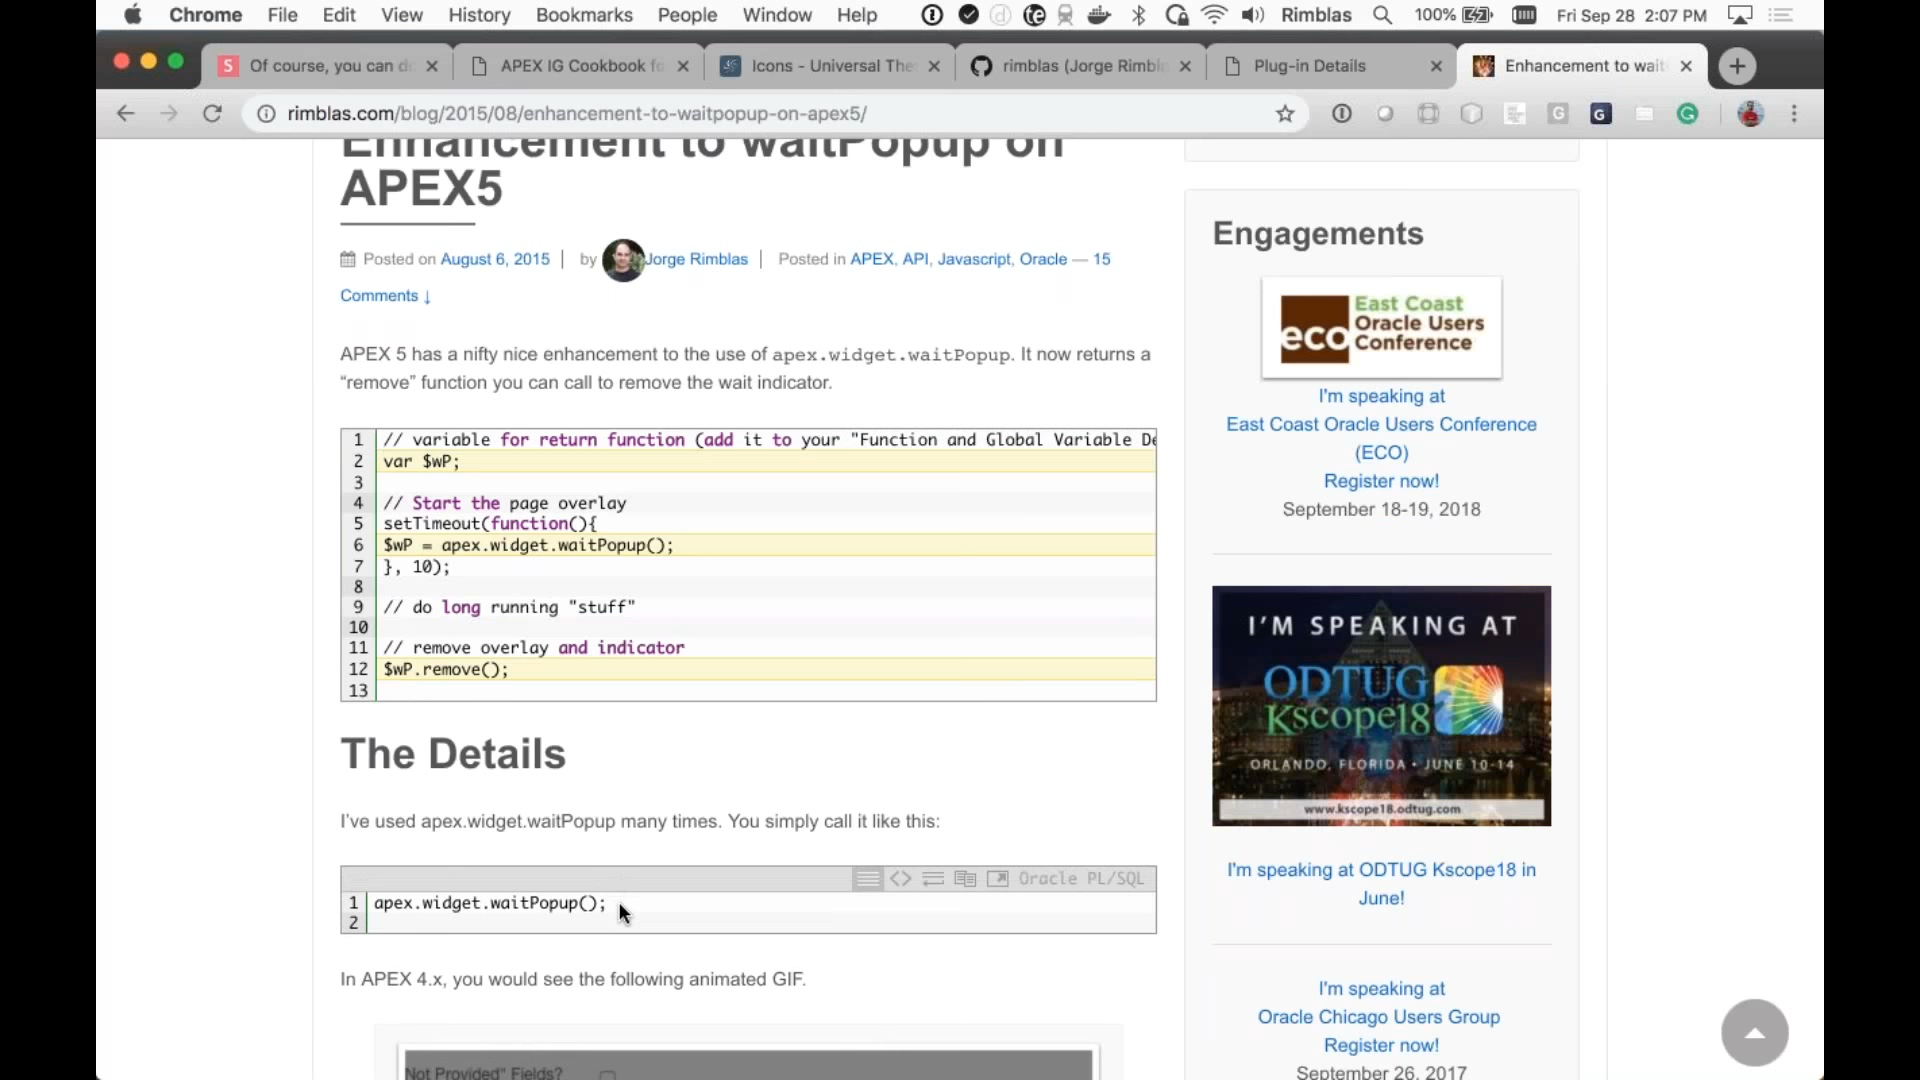 Chrome File Edit View History Bookmarks People Window Help Rimblas 100% Fri Sep 28 2:07 PM
Of course, you can d
APEX IG Cookbook fo
Icons - Universal The
rimblas (Jorge Rimbl
Plug-in Details
Enhancement to wait
rimblas.com/blog/2015/08/enhancement-to-waitpopup-on-apex5/
Enhancement to waitPopup on
APEX5
Posted on August 6, 2015 | by Jorge Rimblas | Posted in APEX, API, Javascript, Oracle — 15
Comments ↓
APEX 5 has a nifty nice enhancement to the use of apex.widget.waitPopup. It now returns a
“remove” function you can call to remove the wait indicator.
1 // variable for return function (add it to your "Function and Global Variable De
2 var $wP;
3
4 // Start the page overlay
5 setTimeout(function(){
6 $wP = apex.widget.waitPopup();
7 }, 10);
8
9 // do long running "stuff"
10
11 // remove overlay and indicator
12 $wP.remove();
13
The Details
I’ve used apex.widget.waitPopup many times. You simply call it like this:
Oracle PL/SQL
1 apex.widget.waitPopup();
2
In APEX 4.x, you would see the following animated GIF.
Not Provided" Fields?
Engagements
eco East Coast
Oracle Users
Conference
I'm speaking at
East Coast Oracle Users Conference
(ECO)
Register now!
September 18-19, 2018
I'M SPEAKING AT
ODTUG
Kscope18
ORLANDO, FLORIDA • JUNE 10-14
www.kscope18.odtug.com
I'm speaking at ODTUG Kscope18 in
June!
I'm speaking at
Oracle Chicago Users Group
Register now!
September 26, 2017